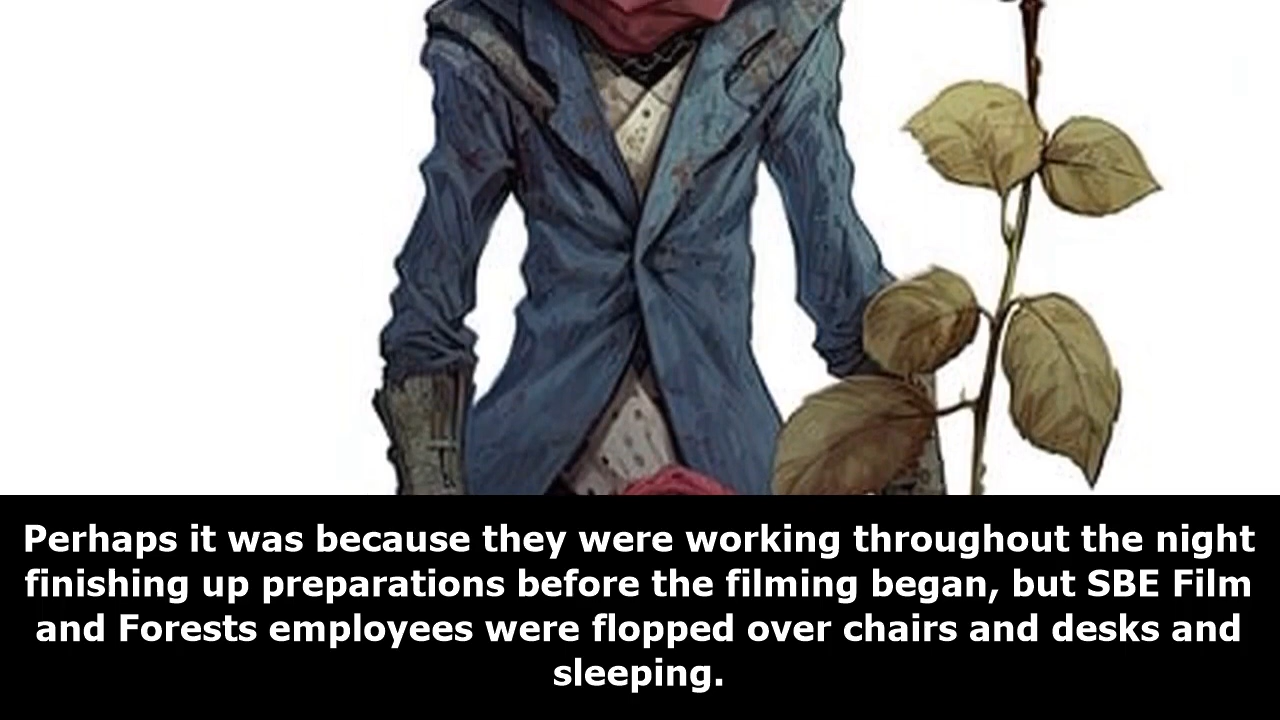 Perhaps it was because they were working throughout the night
finishing up preparations before the filming began, but SBE Film
and Forests employees were flopped over chairs and desks and
sleeping.